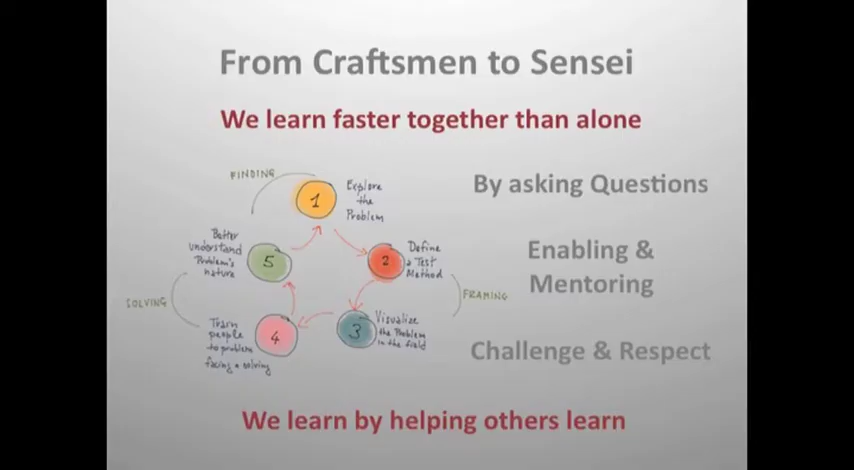 From Craftsmen to Sensei
We learn faster together than alone
FINDING
1
Explore
the
Problem
By asking Questions
Better
understand
Problem's
nature
5
2
Define
a Test
Method
Enabling &
Mentoring
SOLVING
FRAMING
Train
people
to problem
facing & solving
4
3
Visualize
the Problem
in the field
Challenge & Respect
We learn by helping others learn